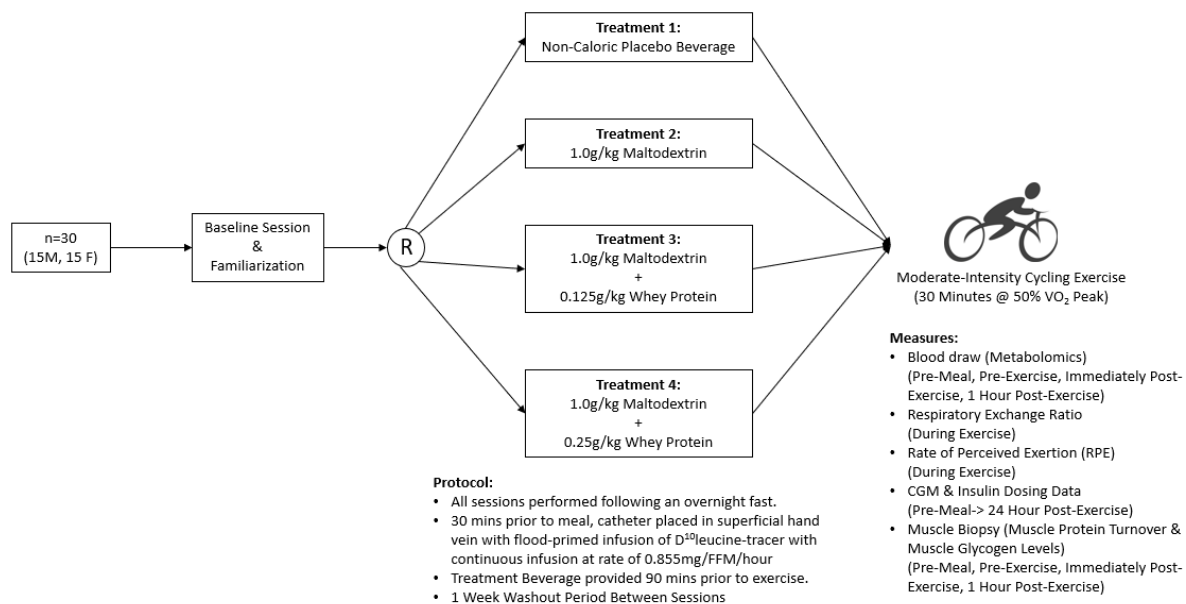 n=30
(15M, 15 F)
Baseline Session
&
Familiarization
R
Treatment 1:
Non-Caloric Placebo Beverage
Treatment 2:
1.0g/kg Maltodextrin
Treatment 3:
1.0g/kg Maltodextrin
+
0.125g/kg Whey Protein
Treatment 4:
1.0g/kg Maltodextrin
+
0.25g/kg Whey Protein
Protocol:
• All sessions performed following an overnight fast.
• 30 mins prior to meal, catheter placed in superficial hand
vein with flood-primed infusion of D¹⁰leucine-tracer with
continuous infusion at rate of 0.855mg/FFM/hour
• Treatment Beverage provided 90 mins prior to exercise.
• 1 Week Washout Period Between Sessions
Moderate-Intensity Cycling Exercise
(30 Minutes @ 50% VO₂ Peak)
Measures:
• Blood draw (Metabolomics)
(Pre-Meal, Pre-Exercise, Immediately Post-
Exercise, 1 Hour Post-Exercise)
• Respiratory Exchange Ratio
(During Exercise)
• Rate of Perceived Exertion (RPE)
(During Exercise)
• CGM & Insulin Dosing Data
(Pre-Meal-> 24 Hour Post-Exercise)
• Muscle Biopsy (Muscle Protein Turnover &
Muscle Glycogen Levels)
(Pre-Meal, Pre-Exercise, Immediately Post-
Exercise, 1 Hour Post-Exercise)